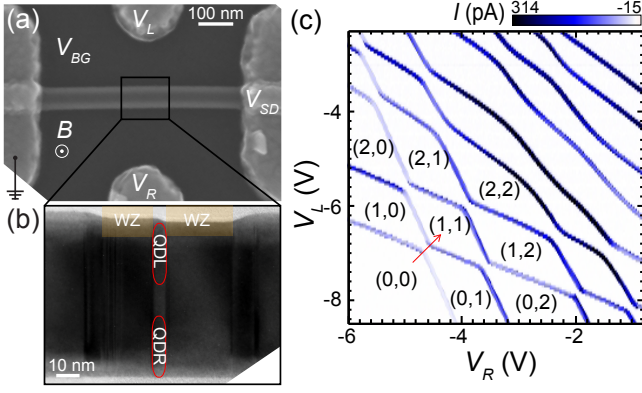 (a)
V_L
100 nm
V_BG
V_SD
B
V_R
(b)
WZ
WZ
QDL
QDR
10 nm
(c)
I (pA)
314
-15
V_L (V)
-4
-6
-8
(2,0)
(2,1)
(2,2)
(1,0)
(1,1)
(1,2)
(0,0)
(0,1)
(0,2)
-6
-4
-2
V_R (V)